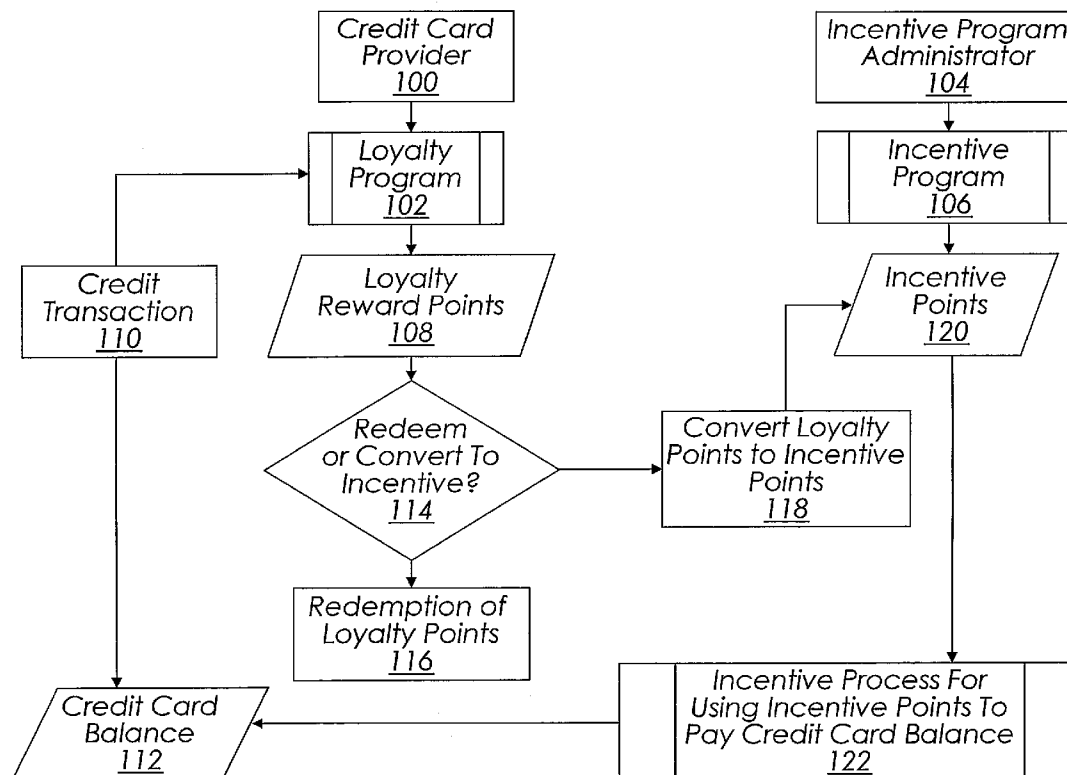 Credit Card
Provider
100
Incentive Program
Administrator
104
Loyalty
Program
102
Incentive
Program
106
Credit
Transaction
110
Loyalty
Reward Points
108
Incentive
Points
120
Redeem
or Convert To
Incentive?
114
Convert Loyalty
Points to Incentive
Points
118
Redemption of
Loyalty Points
116
Credit Card
Balance
112
Incentive Process For
Using Incentive Points To
Pay Credit Card Balance
122